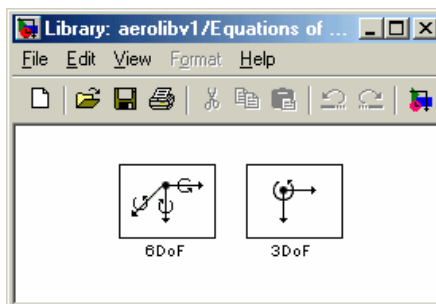 Library: aerolibv1/Equations of ...
File Edit View Format Help
6DoF 3DoF